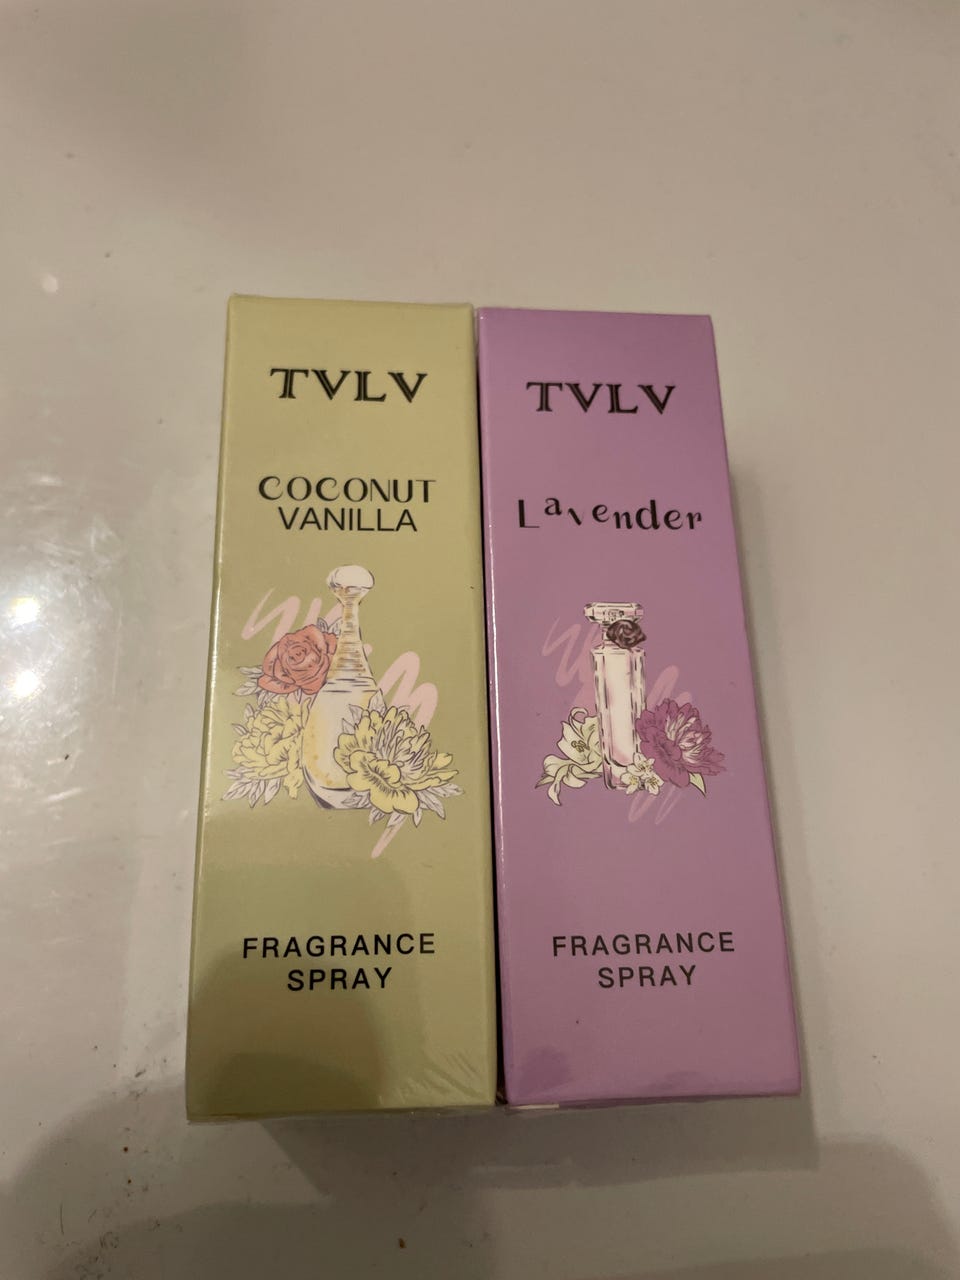 TVLV
COCONUT
VANILLA
FRAGRANCE
SPRAY
TVLV
Lavender
FRAGRANCE
SPRAY